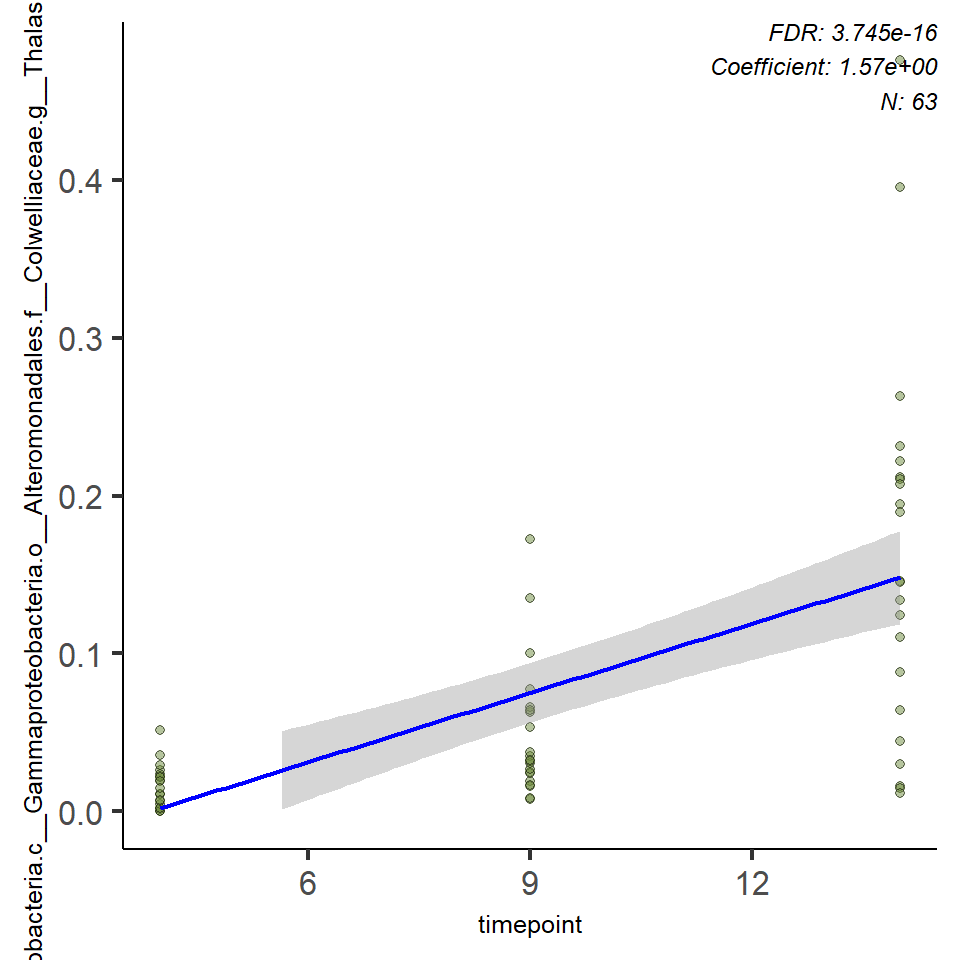 FDR: 3.745e-16
Coefficient: 1.57e+00
N: 63
obacteria.c__Gammaproteobacteria.o__Alteromonadales.f__Colwelliaceae.g__Thalas
0.4
0.3
0.2
0.1
0.0
6 9 12
timepoint